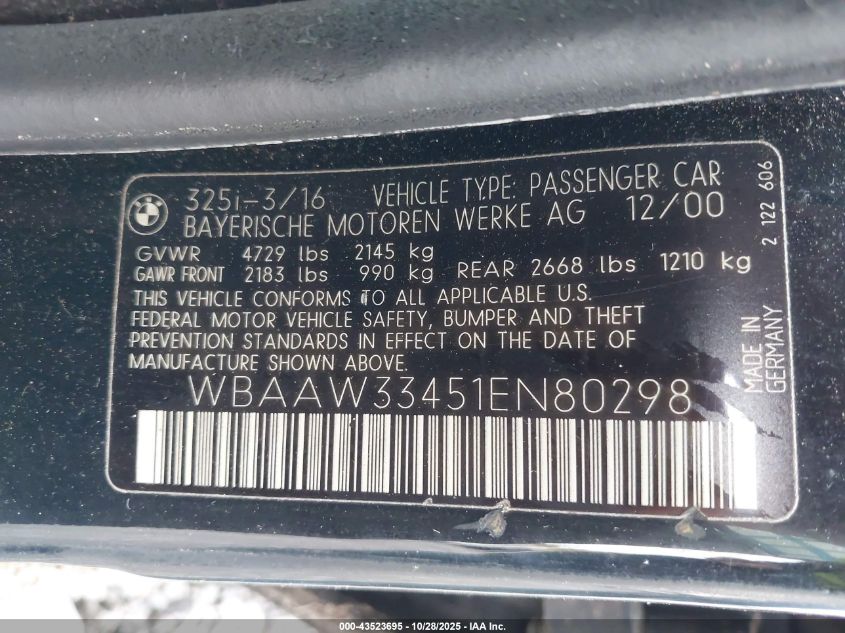 325i-3/16 VEHICLE TYPE: PASSENGER CAR
BAYERISCHE MOTOREN WERKE AG 12/00
GVWR 4729 lbs 2145 kg
GAWR FRONT 2183 lbs 990 kg REAR 2668 lbs 1210 kg
THIS VEHICLE CONFORMS TO ALL APPLICABLE U.S.
FEDERAL MOTOR VEHICLE SAFETY, BUMPER AND THEFT
PREVENTION STANDARDS IN EFFECT ON THE DATE OF
MANUFACTURE SHOWN ABOVE.
WBAAW33451EN80298
2 122 606
MADE IN
GERMANY
000-43523695 - 10/28/2025 - IAA Inc.